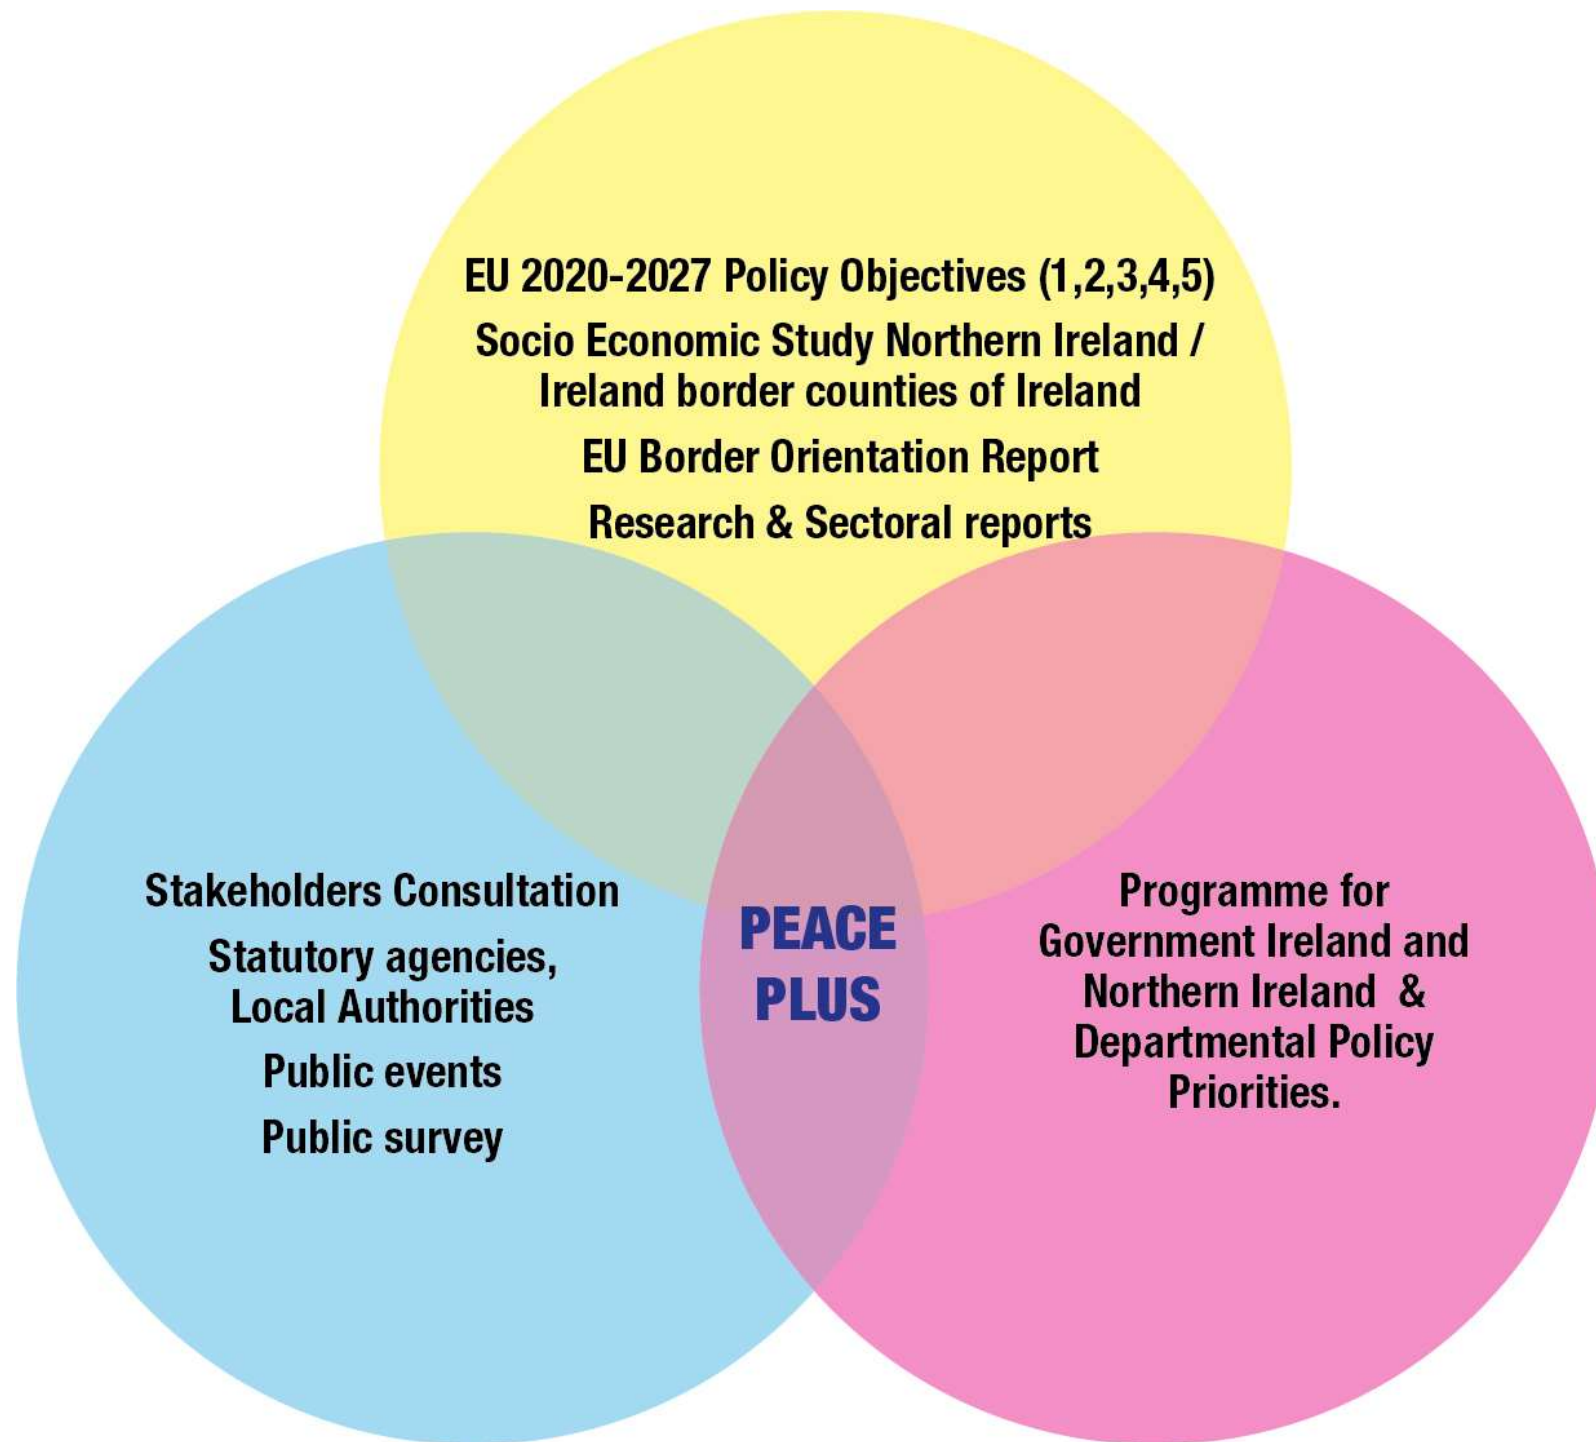 EU 2020-2027 Policy Objectives (1,2,3,4,5)
Socio Economic Study Northern Ireland /
Ireland border counties of Ireland
EU Border Orientation Report
Research & Sectoral reports
Stakeholders Consultation
Statutory agencies,
Local Authorities
Public events
Public survey
PEACE
PLUS
Programme for
Government Ireland and
Northern Ireland &
Departmental Policy
Priorities.